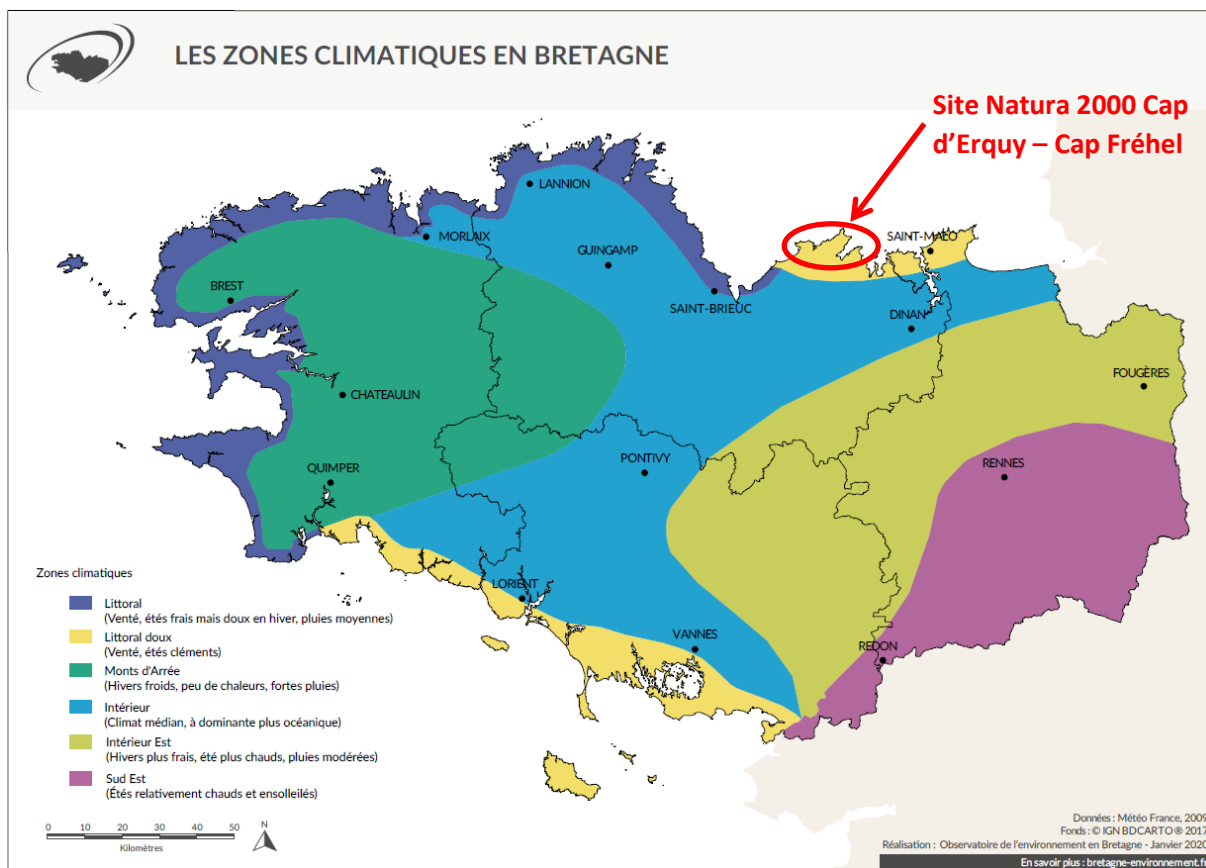 LES ZONES CLIMATIQUES EN BRETAGNE
Site Natura 2000 Cap
d'Erquy – Cap Fréhel
LANNION
MORLAIX
GUINGAMP
SAINT-MALO
BREST
SAINT-BRIEUC
DINAN
FOUGÈRES
CHATEAULIN
PONTIVY
RENNES
QUIMPER
LORIENT
VANNES
REDON
Zones climatiques
Littoral
(Venté, étés frais mais doux en hiver, pluies moyennes)
Littoral doux
(Venté, étés cléments)
Monts d'Arrée
(Hivers froids, peu de chaleurs, fortes pluies)
Intérieur
(Climat médian, à dominante plus océanique)
Intérieur Est
(Hivers plus frais, été plus chauds, pluies modérées)
Sud Est
(Étés relativement chauds et ensolleilés)
0 10 20 30 40 50
Kilomètres
N
Données : Météo France, 2009
Fonds : © IGN BDCARTO ® 2017
Réalisation : Observatoire de l'environnement en Bretagne - Janvier 2020
En savoir plus : bretagne-environnement.fr